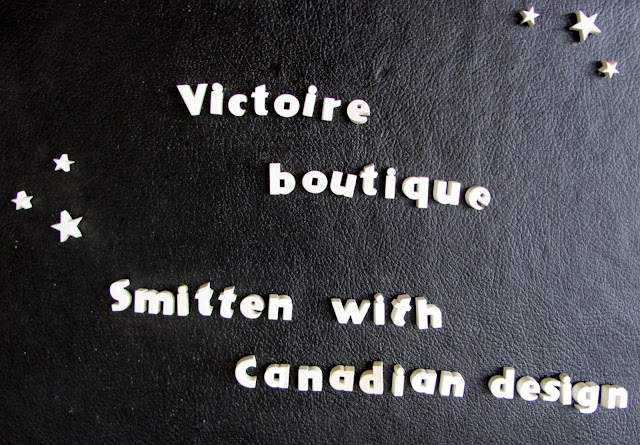 Victoire
boutique
Smitten with
Canadian design